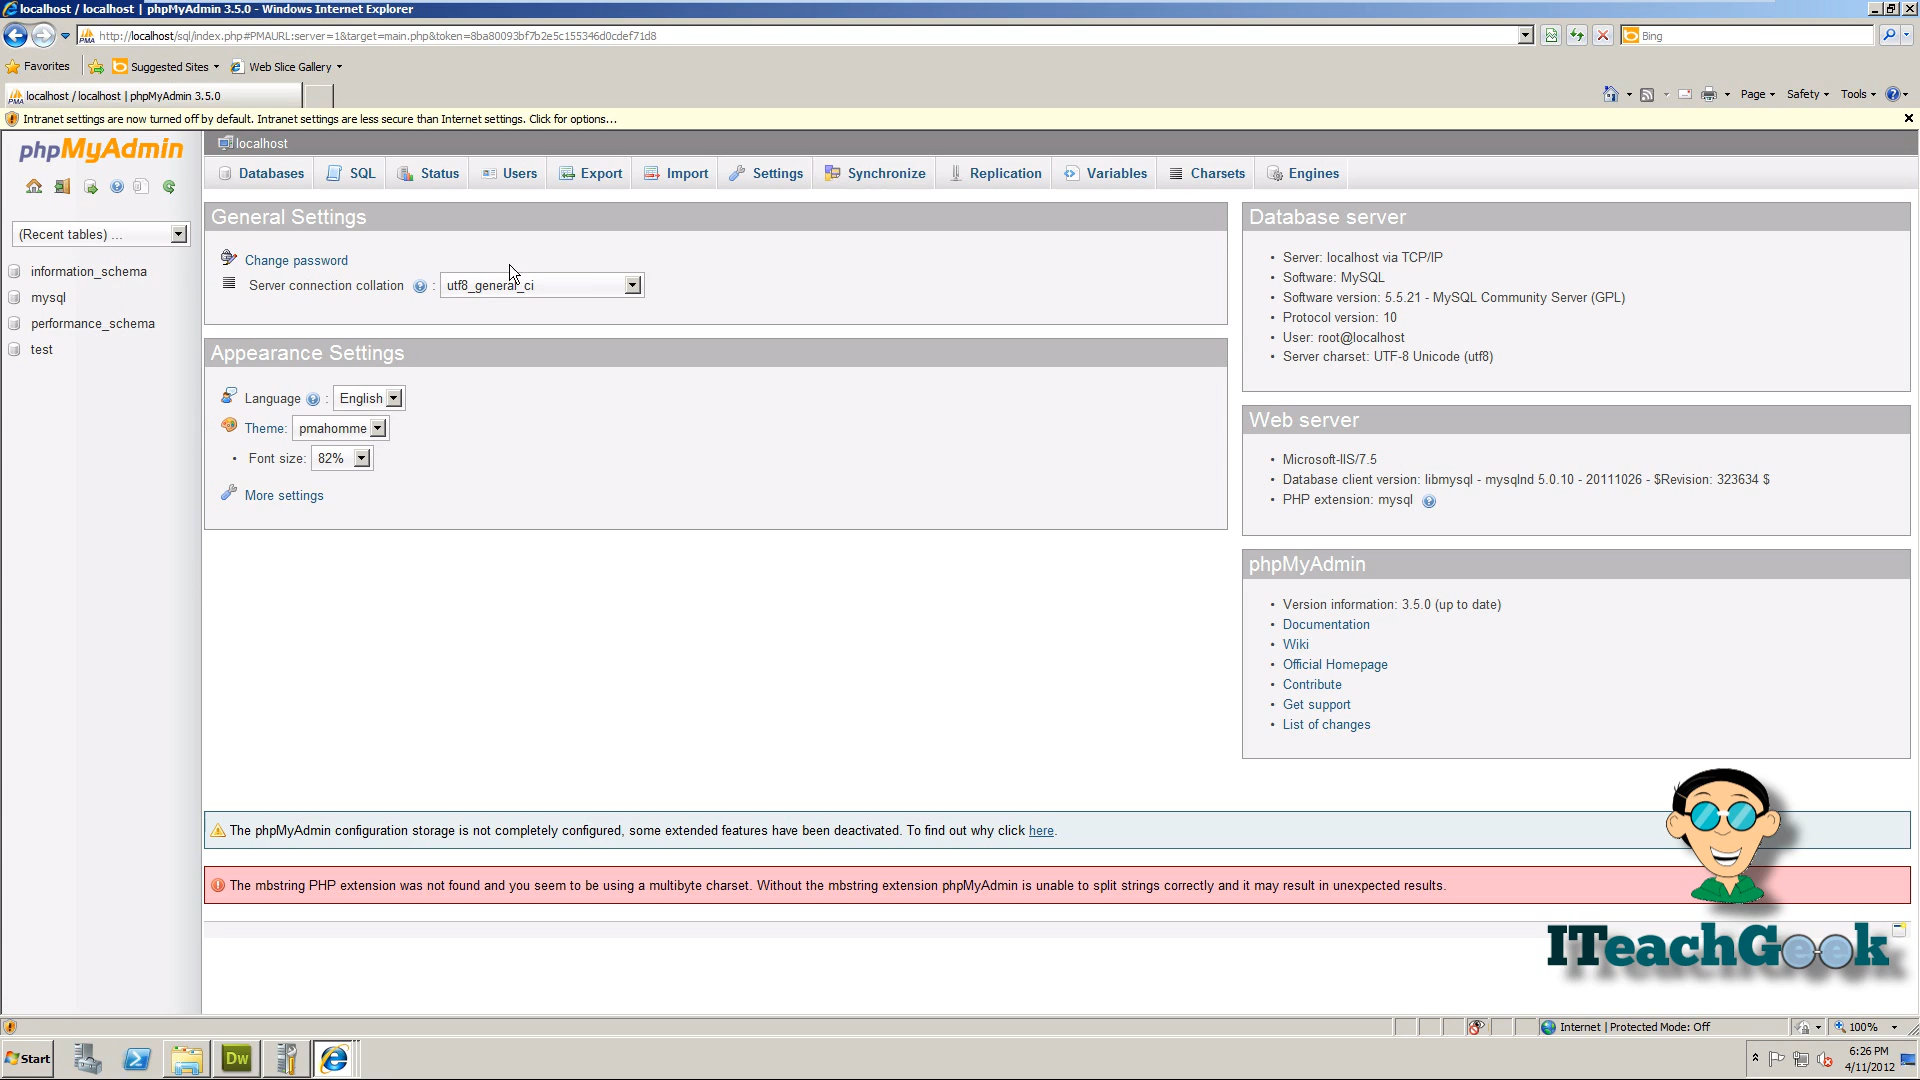 localhost / localhost | phpMyAdmin 3.5.0 - Windows Internet Explorer
http://localhost/sql/index.php#PMAURL:server=1&target=main.php&token=8ba80093bf7b2e5c155346d0cdef71d8
Bing
Favorites
Suggested Sites
Web Slice Gallery
localhost / localhost | phpMyAdmin 3.5.0
Page
Safety
Tools
Intranet settings are now turned off by default. Intranet settings are less secure than Internet settings. Click for options...
phpMyAdmin
(Recent tables) ...
information_schema
mysql
performance_schema
test
localhost
Databases
SQL
Status
Users
Export
Import
Settings
Synchronize
Replication
Variables
Charsets
Engines
General Settings
Change password
Server connection collation : utf8_general_ci
Appearance Settings
Language : English
Theme: pmahomme
• Font size: 82%
More settings
Database server
• Server: localhost via TCP/IP
• Software: MySQL
• Software version: 5.5.21 - MySQL Community Server (GPL)
• Protocol version: 10
• User: root@localhost
• Server charset: UTF-8 Unicode (utf8)
Web server
• Microsoft-IIS/7.5
• Database client version: libmysql - mysqlnd 5.0.10 - 20111026 - $Revision: 323634 $
• PHP extension: mysql
phpMyAdmin
• Version information: 3.5.0 (up to date)
• Documentation
• Wiki
• Official Homepage
• Contribute
• Get support
• List of changes
The phpMyAdmin configuration storage is not completely configured, some extended features have been deactivated. To find out why click here.
The mbstring PHP extension was not found and you seem to be using a multibyte charset. Without the mbstring extension phpMyAdmin is unable to split strings correctly and it may result in unexpected results.
ITeachGeek
Internet | Protected Mode: Off
100%
Start
Dw
6:26 PM
4/11/2012